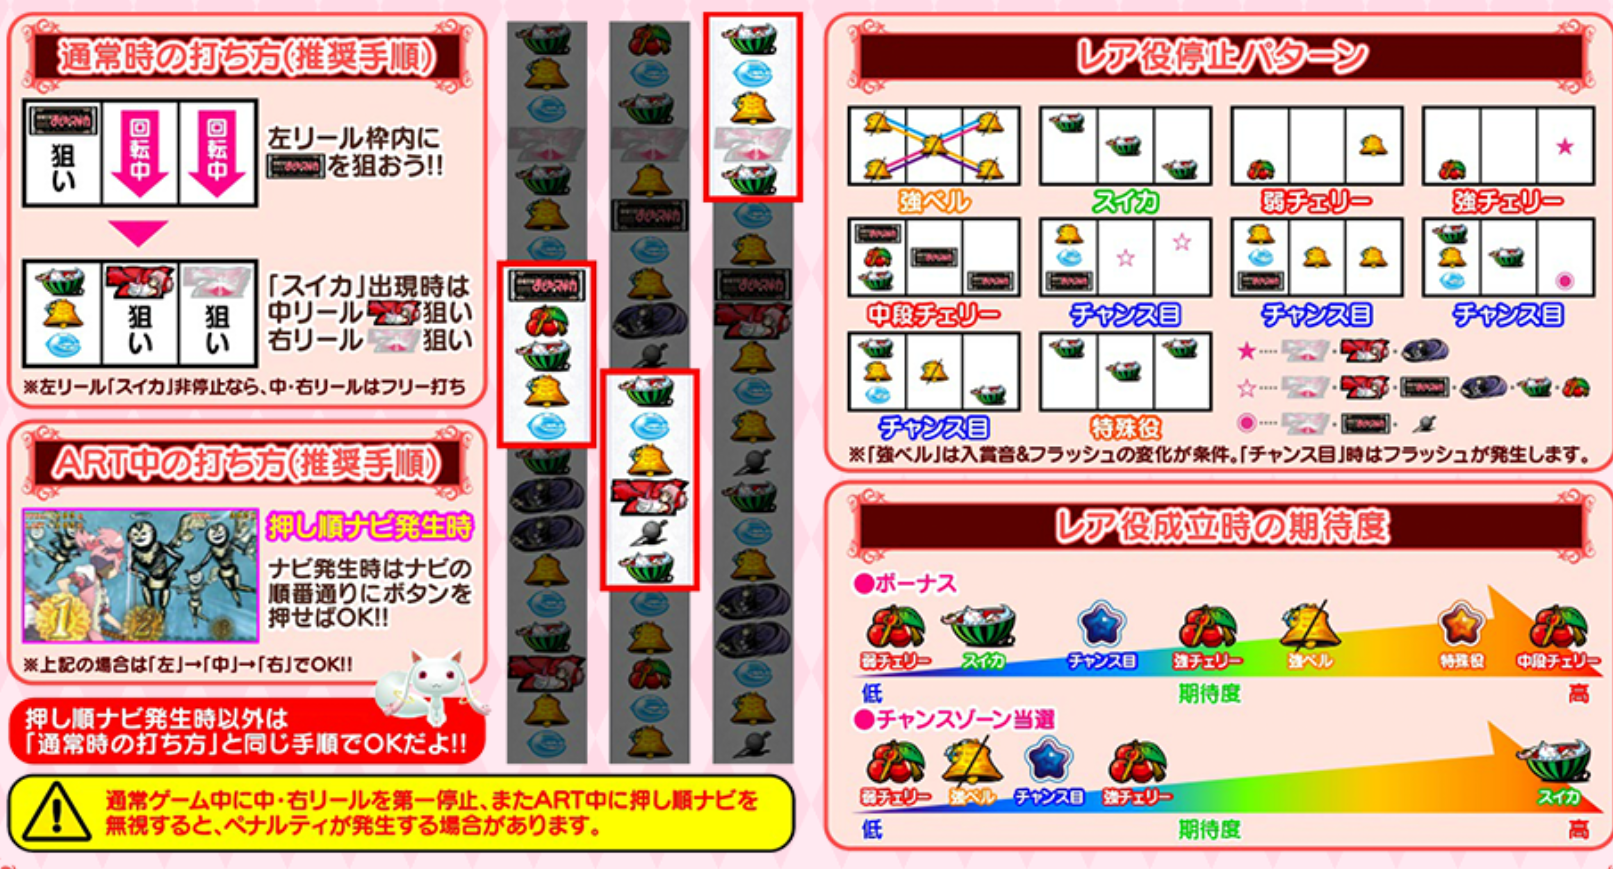 通常時の打ち方(推奨手順)
狙い
回転中
回転中
左リール枠内に
を狙おう!!
狙い
狙い
「スイカ」出現時は
中リール 狙い
右リール 狙い
※左リール「スイカ」非停止なら、中・右リールはフリー打ち
ART中の打ち方(推奨手順)
1
2
押し順ナビ発生時
ナビ発生時はナビの
順番通りにボタンを
押せばOK!!
※上記の場合は「左」→「中」→「右」でOK!!
押し順ナビ発生時以外は
「通常時の打ち方」と同じ手順でOKだよ!!
通常ゲーム中に中・右リールを第一停止、またART中に押し順ナビを
無視すると、ペナルティが発生する場合があります。
レア役停止パターン
強ベル
スイカ
弱チェリー
強チェリー
中段チェリー
チャンス目
チャンス目
チャンス目
チャンス目
特殊役
※「強ベル」は入賞音&フラッシュの変化が条件。「チャンス目」時はフラッシュが発生します。
レア役成立時の期待度
●ボーナス
弱チェリー
スイカ
チャンス目
強チェリー
強ベル
特殊役
中段チェリー
低
期待度
高
●チャンスゾーン当選
弱チェリー
強ベル
チャンス目
強チェリー
スイカ
低
期待度
高